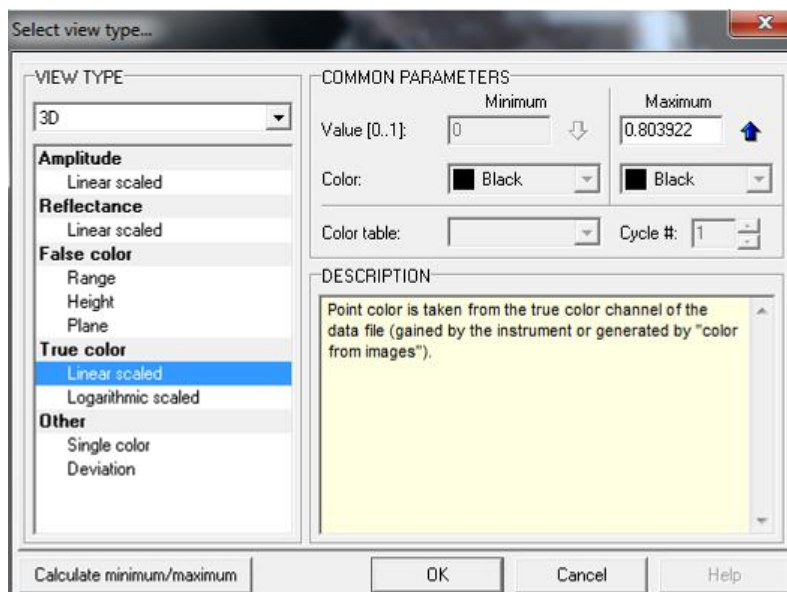 Select view type...
VIEW TYPE
3D
Amplitude
Linear scaled
Reflectance
Linear scaled
False color
Range
Height
Plane
True color
Linear scaled
Logarithmic scaled
Other
Single color
Deviation
COMMON PARAMETERS
Minimum Maximum
Value [0..1]: 0 0.803922
Color: Black Black
Color table: Cycle #: 1
DESCRIPTION
Point color is taken from the true color channel of the
data file (gained by the instrument or generated by "color
from images").
Calculate minimum/maximum OK Cancel Help